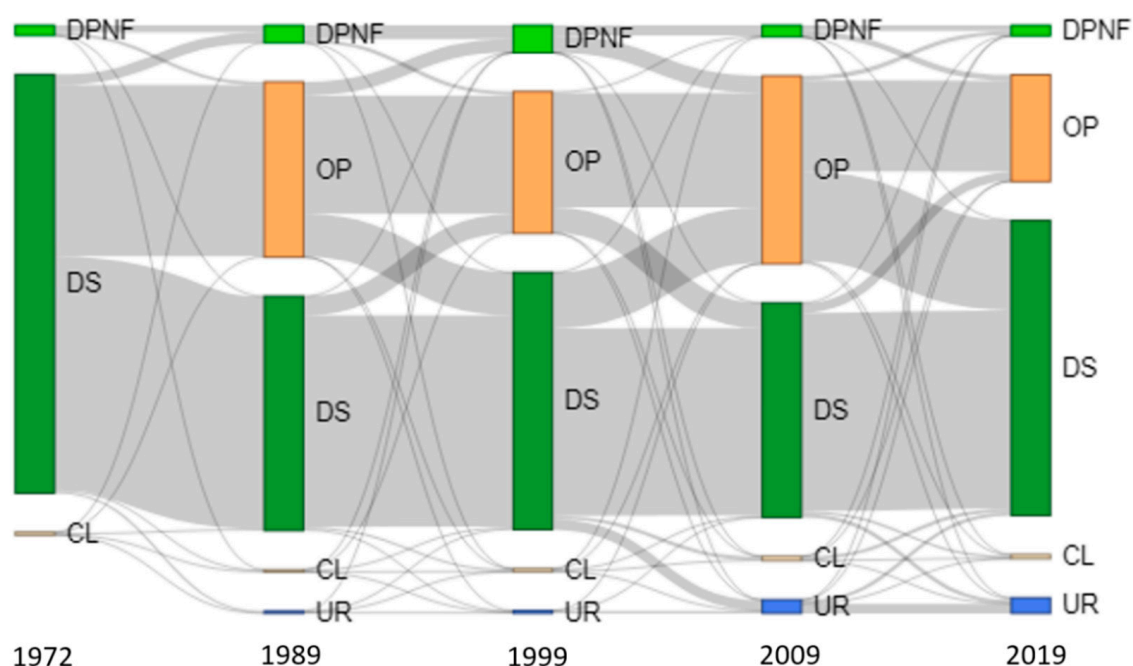 DPNF
DPNF
DPNF
DPNF
DPNF
OP
OP
OP
OP
DS
DS
DS
DS
DS
CL
CL
CL
CL
CL
UR
UR
UR
UR
1972
1989
1999
2009
2019